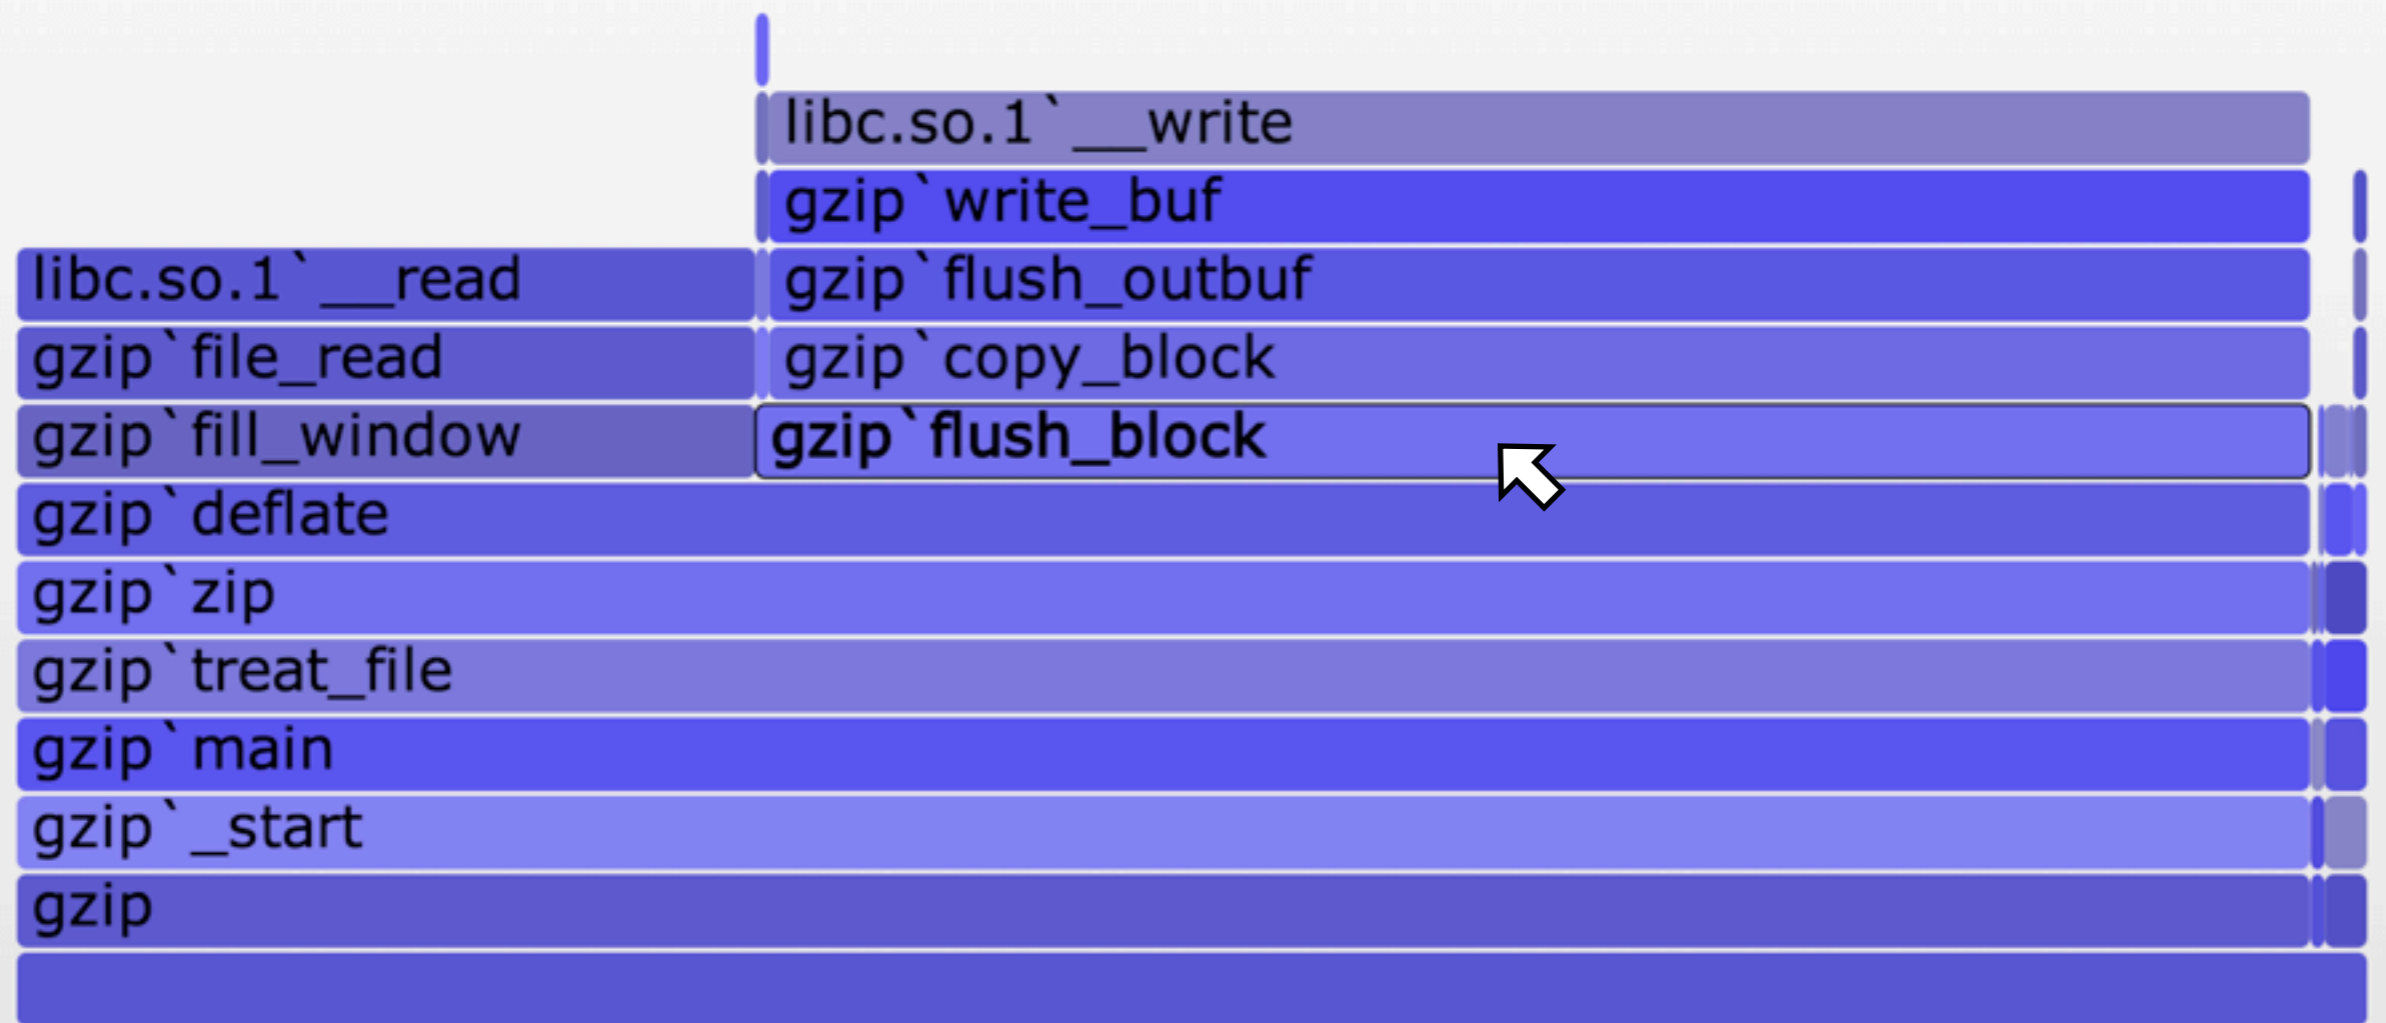 libc.so.1`__write
gzip`write_buf
libc.so.1`__read
gzip`flush_outbuf
gzip`file_read
gzip`copy_block
gzip`fill_window
gzip`flush_block
gzip`deflate
gzip`zip
gzip`treat_file
gzip`main
gzip`_start
gzip